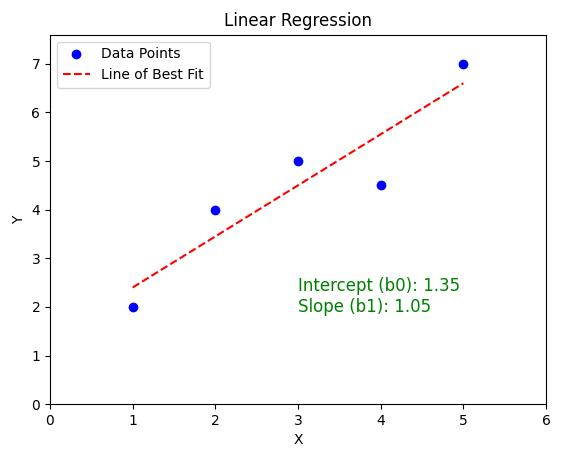 Linear Regression
Data Points
Line of Best Fit
7
6
5
4
3
2
1
0
Y
Intercept (b0): 1.35
Slope (b1): 1.05
0 1 2 3 4 5 6
X